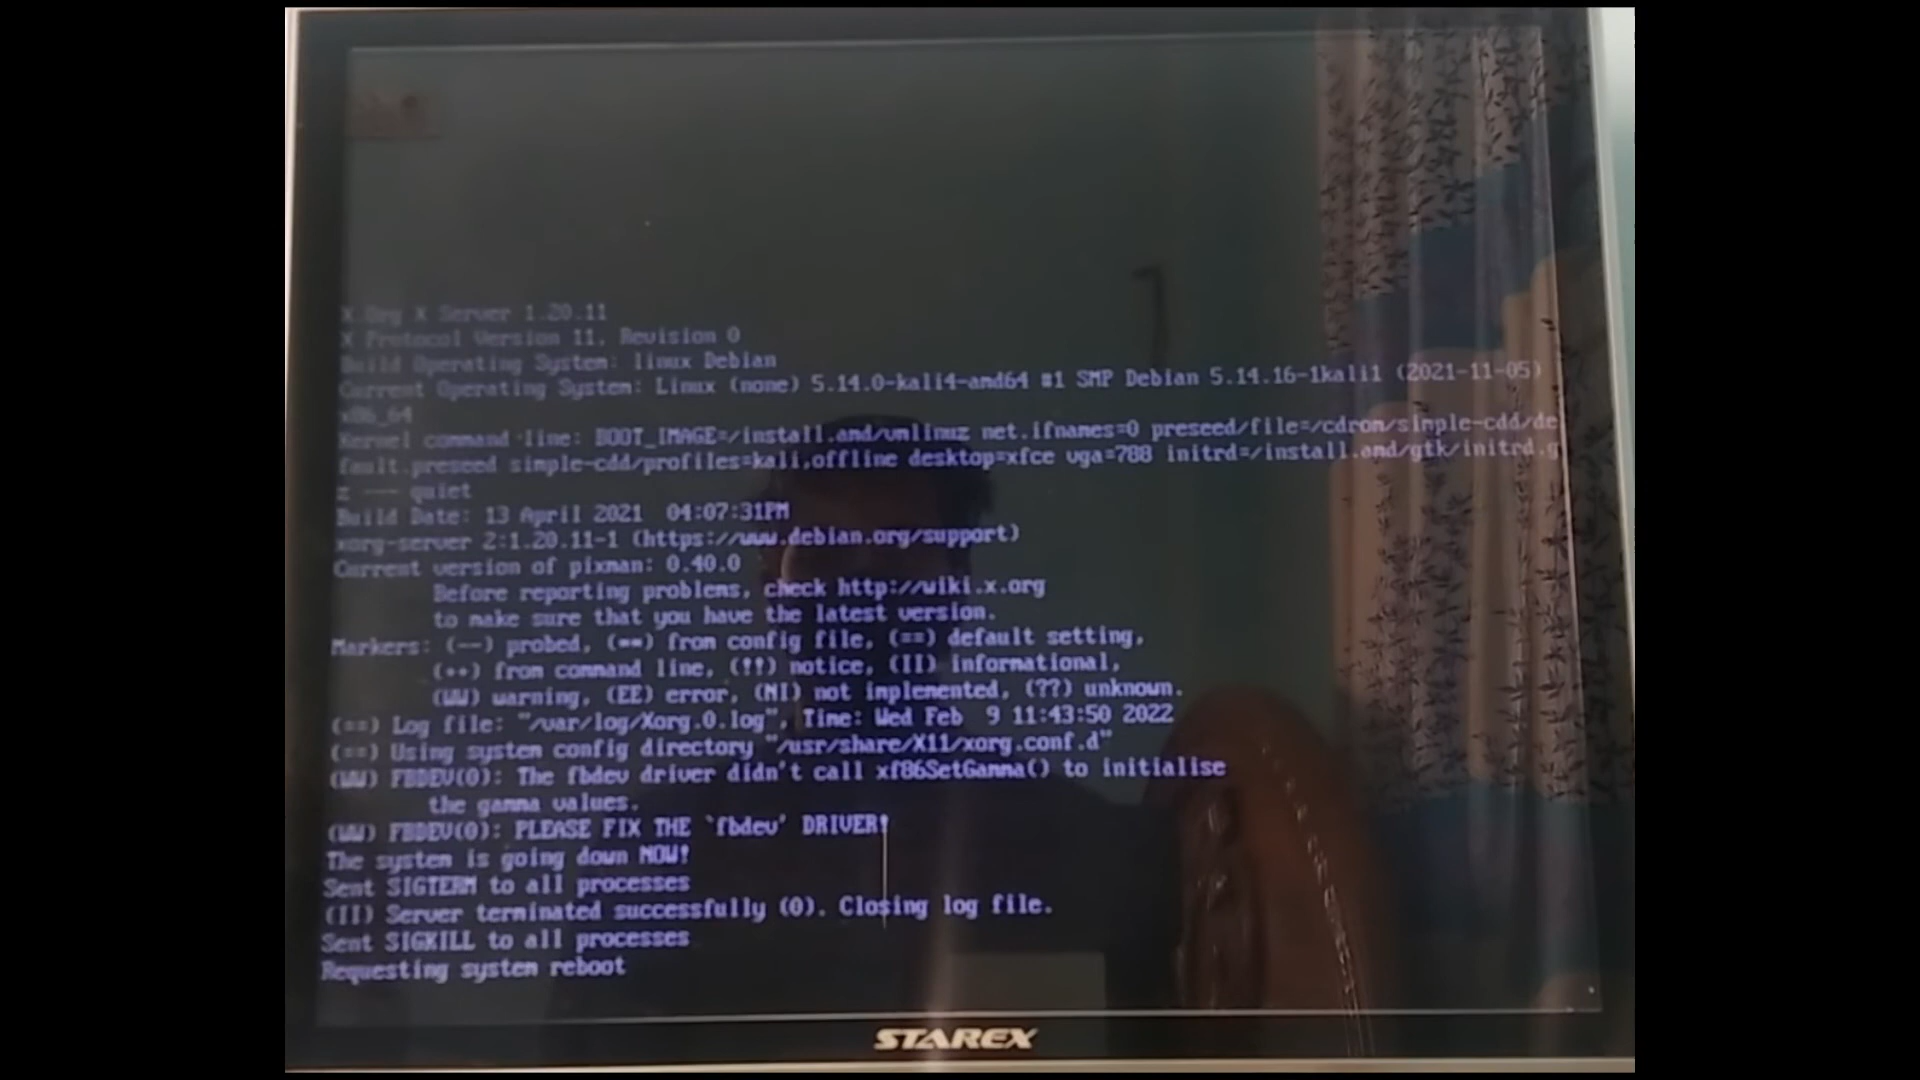 X.Org X Server 1.20.11
X Protocol Version 11, Revision 0
Build Operating System: linux Debian
Current Operating System: Linux (none) 5.14.0-kali4-amd64 #1 SMP Debian 5.14.16-1kali1 (2021-11-05)
x86_64
Kernel command line: BOOT_IMAGE=/install.amd/vmlinuz net.ifnames=0 preseed/file=/cdrom/simple-cdd/de
fault.preseed simple-cdd/profiles=kali,offline desktop=xfce vga=788 initrd=/install.amd/gtk/initrd.g
z --- quiet
Build Date: 13 April 2021  04:07:31PM
xorg-server 2:1.20.11-1 (https://www.debian.org/support)
Current version of pixman: 0.40.0
Before reporting problems, check http://wiki.x.org
to make sure that you have the latest version.
Markers: (--) probed, (**) from config file, (==) default setting,
(++) from command line, (!!) notice, (II) informational,
(WW) warning, (EE) error, (NI) not implemented, (??) unknown.
(==) Log file: "/var/log/Xorg.0.log", Time: Wed Feb  9 11:43:50 2022
(==) Using system config directory "/usr/share/X11/xorg.conf.d"
(WW) FBDEV(0): The fbdev driver didn't call xf86SetGamma() to initialise
the gamma values.
(WW) FBDEV(0): PLEASE FIX THE `fbdev' DRIVER!
The system is going down NOW!
Sent SIGTERM to all processes
(II) Server terminated successfully (0). Closing log file.
Sent SIGKILL to all processes
Requesting system reboot
STAREX